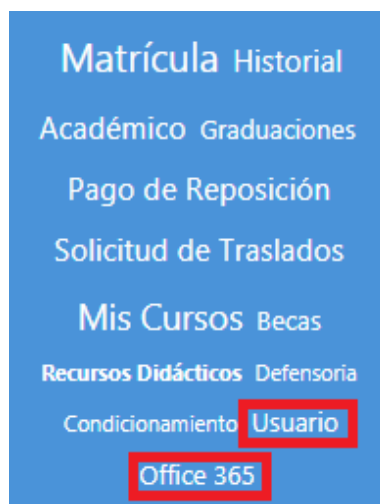 Matrícula Historial
Académico Graduaciones
Pago de Reposición
Solicitud de Traslados
Mis Cursos Becas
Recursos Didácticos Defensoria
Condicionamiento Usuario
Office 365